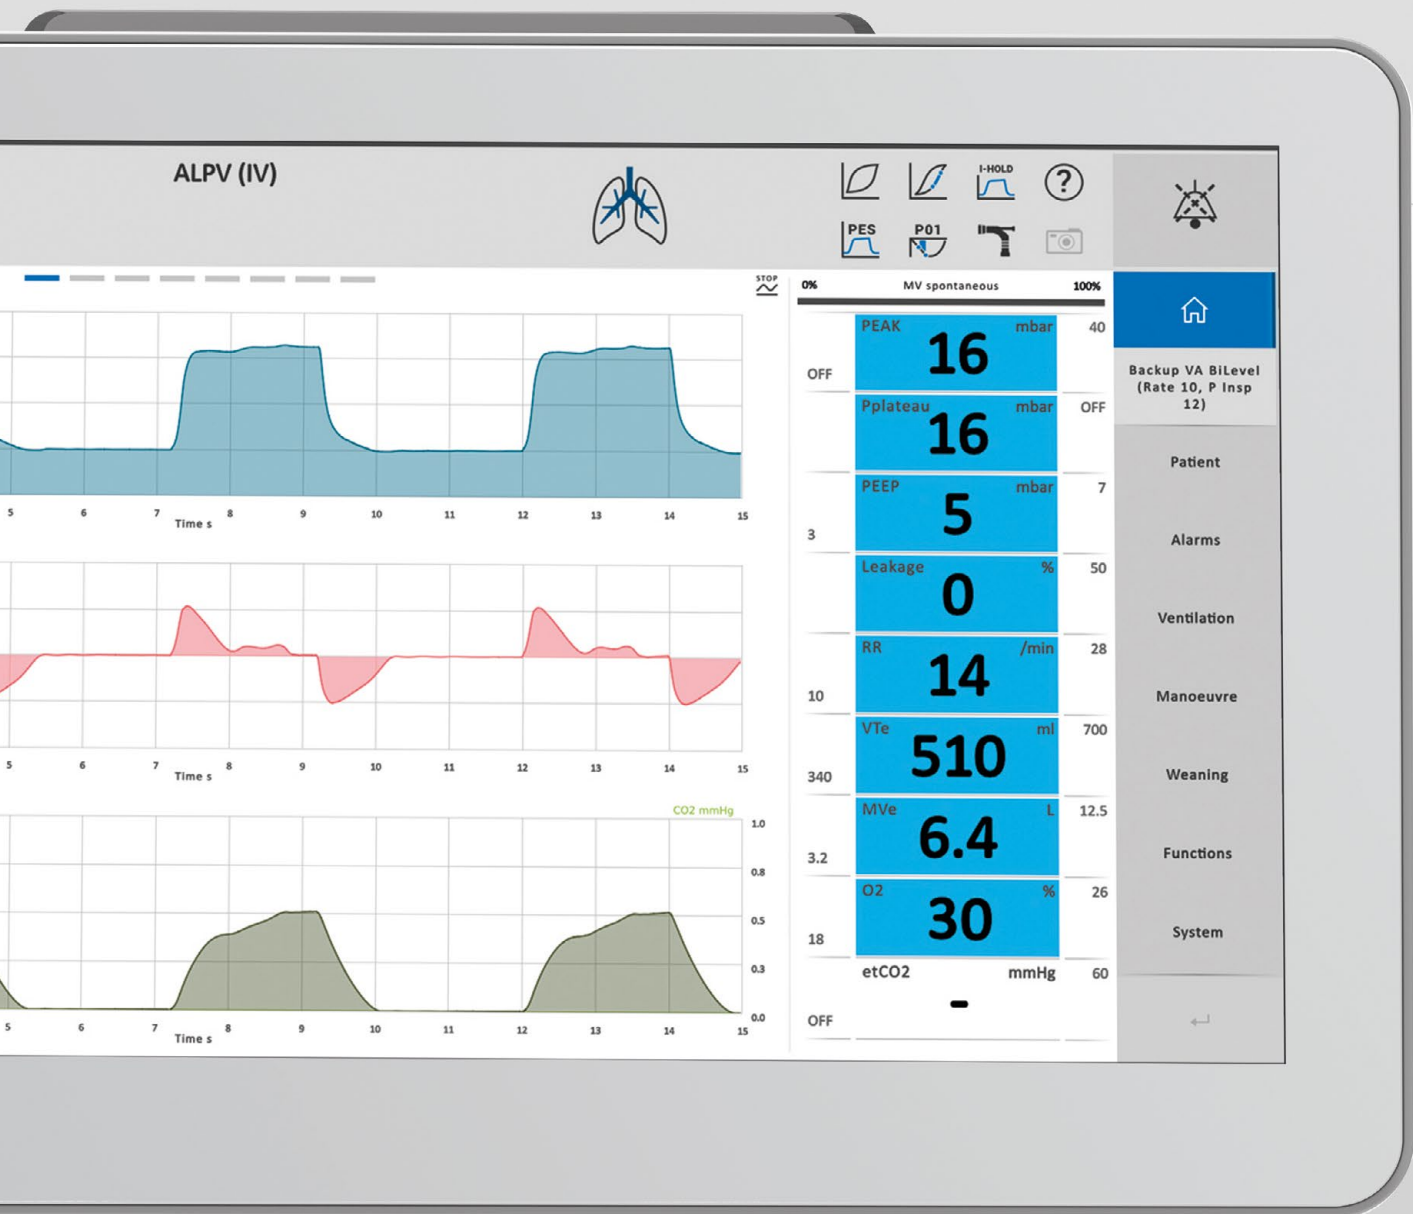 ALPV (IV)
I-HOLD
?
PES
P01
STOP
0% MV spontaneous 100%
PEAK mbar 40
16
OFF
Pplateau mbar OFF
16
PEEP mbar 7
5
3
Leakage % 50
0
RR /min 28
14
10
VTe ml 700
510
340
MVe L 12.5
6.4
3.2
O2 % 26
30
18
etCO2 mmHg 60
-
OFF
5 6 7 8 9 10 11 12 13 14 15
Time s
5 6 7 8 9 10 11 12 13 14 15
Time s
CO2 mmHg
1.0
0.8
0.5
0.3
0.0
5 6 7 8 9 10 11 12 13 14 15
Time s
Backup VA BiLevel
(Rate 10, P Insp
12)
Patient
Alarms
Ventilation
Manoeuvre
Weaning
Functions
System